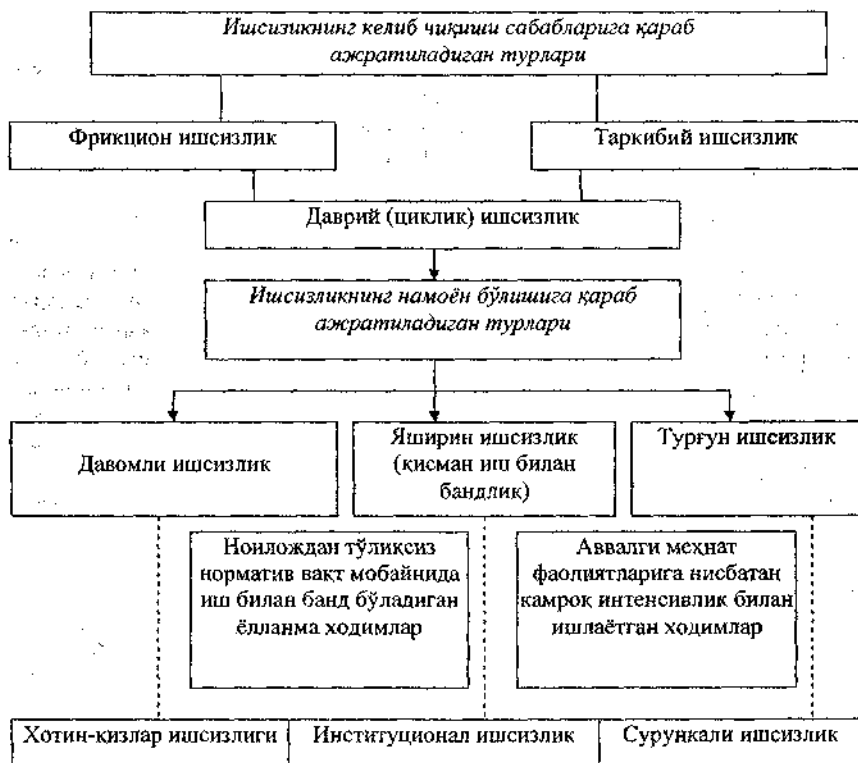 Ишсизикнинг келиб чиқиши сабабларига қараб
ажратиладиган турлари
Фрикцион ишсизлик
Таркибий ишсизлик
Даврий (циклик) ишсизлик
Ишсизликнинг намоён бўлишига қараб
ажратиладиган турлари
Давомли ишсизлик
Яширин ишсизлик
(қисман иш билан
бандлик)
Турғун ишсизлик
Ноилождан тўлиқсиз
норматив вақт мобайнида
иш билан банд бўладиган
ёлланма ходимлар
Аввалги меҳнат
фаолиятларига нисбатан
камроқ интенсивлик билан
ишлаётган ходимлар
Хотин-қизлар ишсизлиги
Институционал ишсизлик
Сурункали ишсизлик